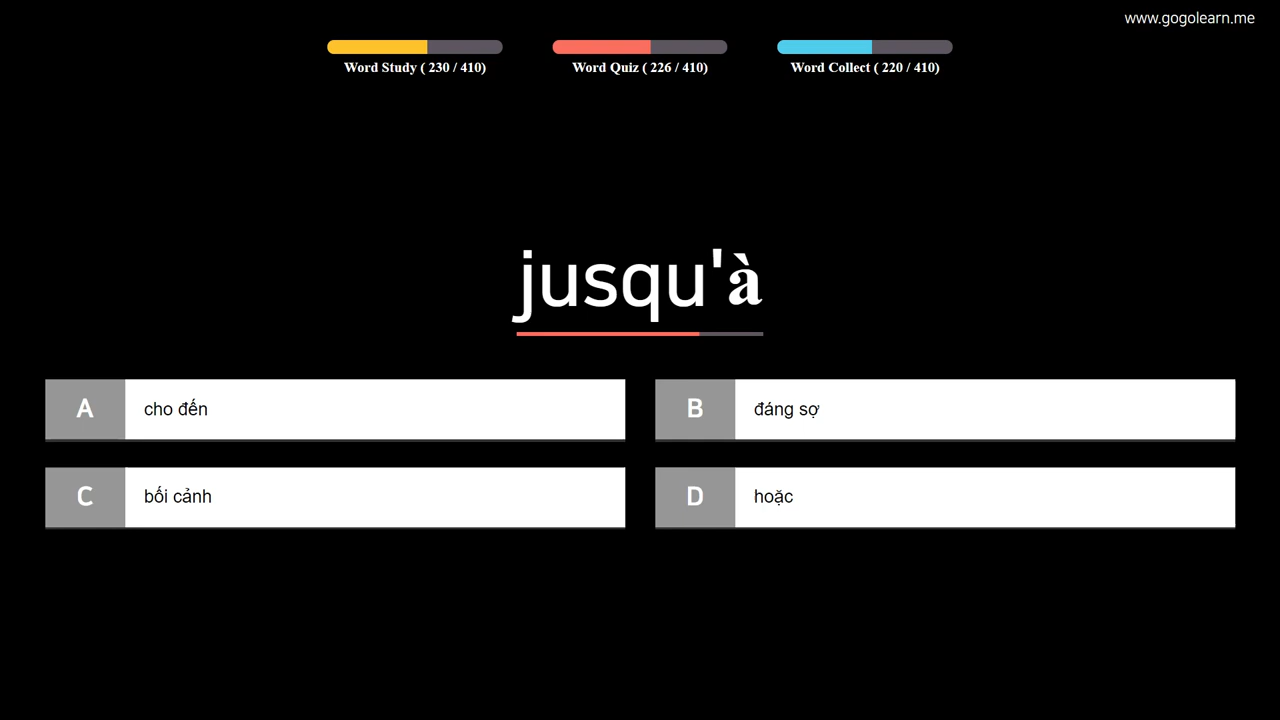 www.gogolearn.me
Word Study ( 230 / 410)
Word Quiz ( 226 / 410)
Word Collect ( 220 / 410)
jusqu'à
A cho đến
B đáng sợ
C bối cảnh
D hoặc